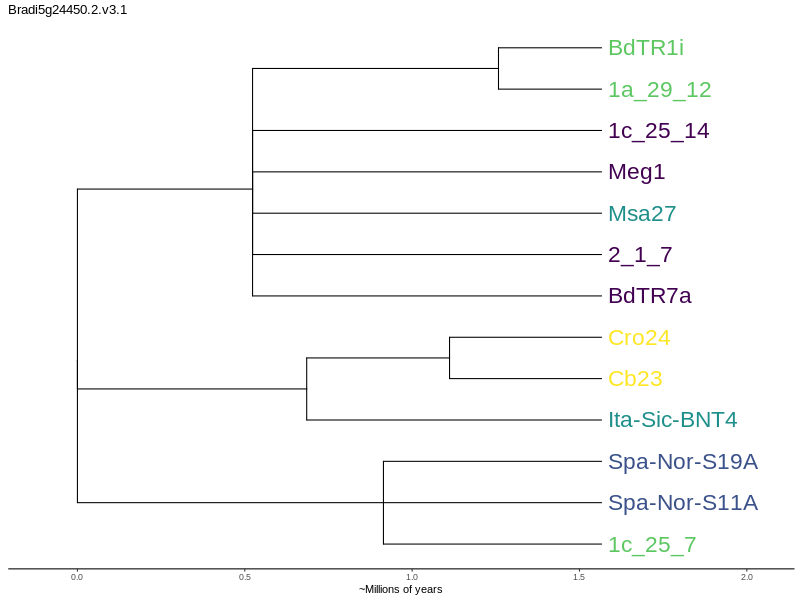 Bradi5g24450.2.v3.1
BdTR1i
1a_29_12
1c_25_14
Meg1
Msa27
2_1_7
BdTR7a
Cro24
Cb23
Ita-Sic-BNT4
Spa-Nor-S19A
Spa-Nor-S11A
1c_25_7
0.0 0.5 1.0 1.5 2.0
~Millions of years